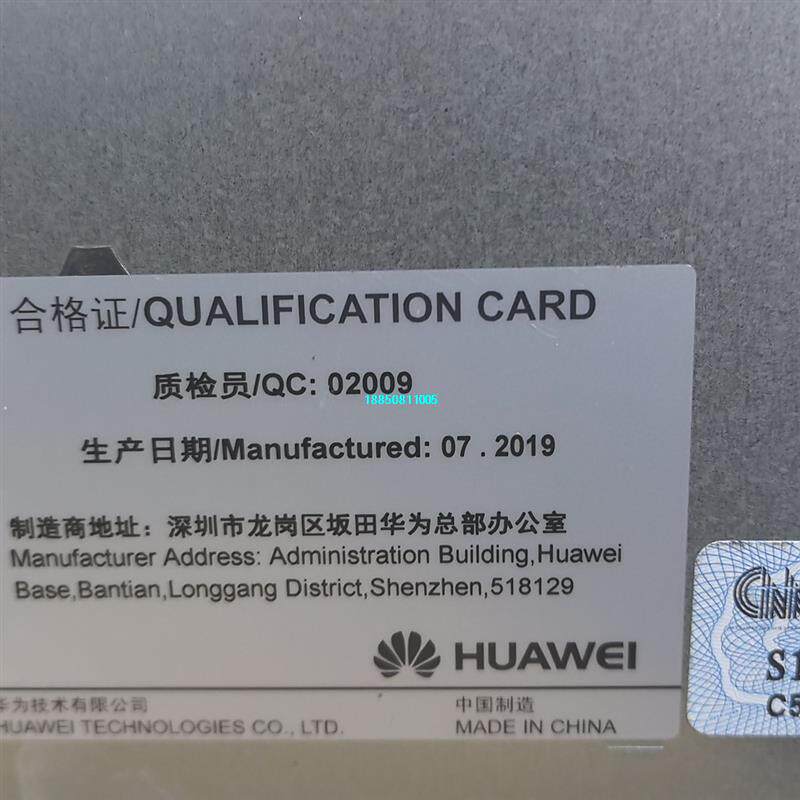 合格证/QUALIFICATION CARD
质检员/QC: 02009
18850811005
生产日期/Manufactured: 07 . 2019
制造商地址: 深圳市龙岗区坂田华为总部办公室
Manufacturer Address: Administration Building,Huawei
Base,Bantian,Longgang District,Shenzhen,518129
HUAWEI
华为技术有限公司
HUAWEI TECHNOLOGIES CO., LTD.
中国制造
MADE IN CHINA